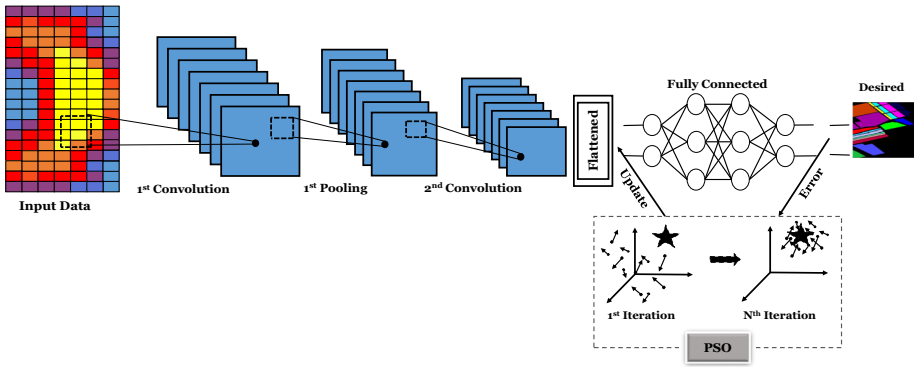 Fully Connected
Desired
Flattened
1st Convolution
1st Pooling
2nd Convolution
Input Data
Update
Error
1st Iteration
Nth Iteration
PSO